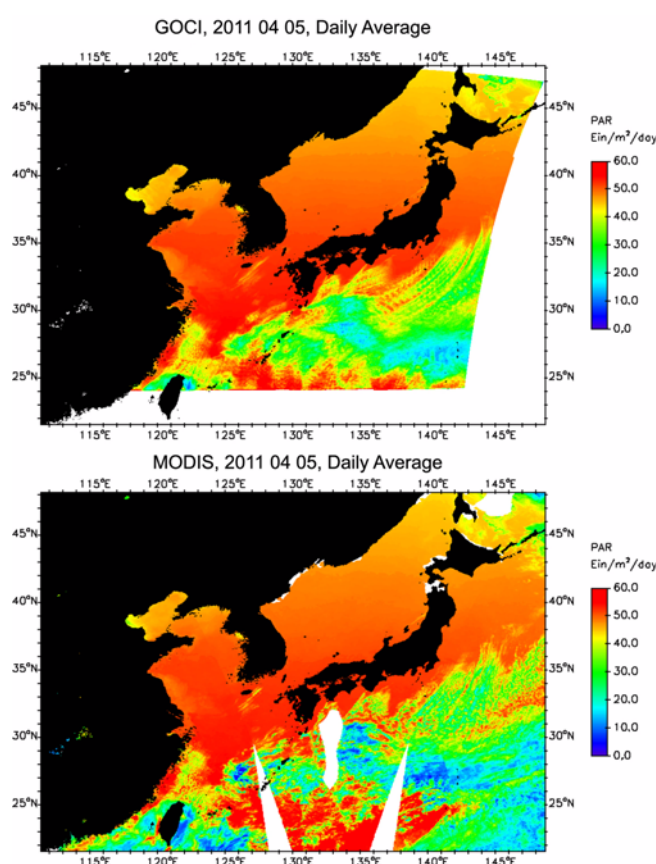 GOCI, 2011 04 05, Daily Average
115°E 120°E 125°E 130°E 135°E 140°E 145°E
45°N 45°N
40°N 40°N
35°N 35°N
30°N 30°N
25°N 25°N
115°E 120°E 125°E 130°E 135°E 140°E
PAR
Ein/m²/day
60.0
50.0
40.0
30.0
20.0
10.0
0.0
MODIS, 2011 04 05, Daily Average
115°E 120°E 125°E 130°E 135°E 140°E 145°E
45°N 45°N
40°N 40°N
35°N 35°N
30°N 30°N
25°N 25°N
115°E 120°E 125°E 130°E 135°E 140°E
PAR
Ein/m²/day
60.0
50.0
40.0
30.0
20.0
10.0
0.0